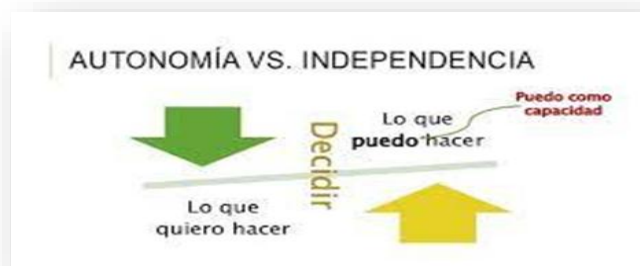 AUTONOMÍA VS. INDEPENDENCIA
Puedo como
capacidad
Lo que
puedo hacer
Decidir
Lo que
quiero hacer